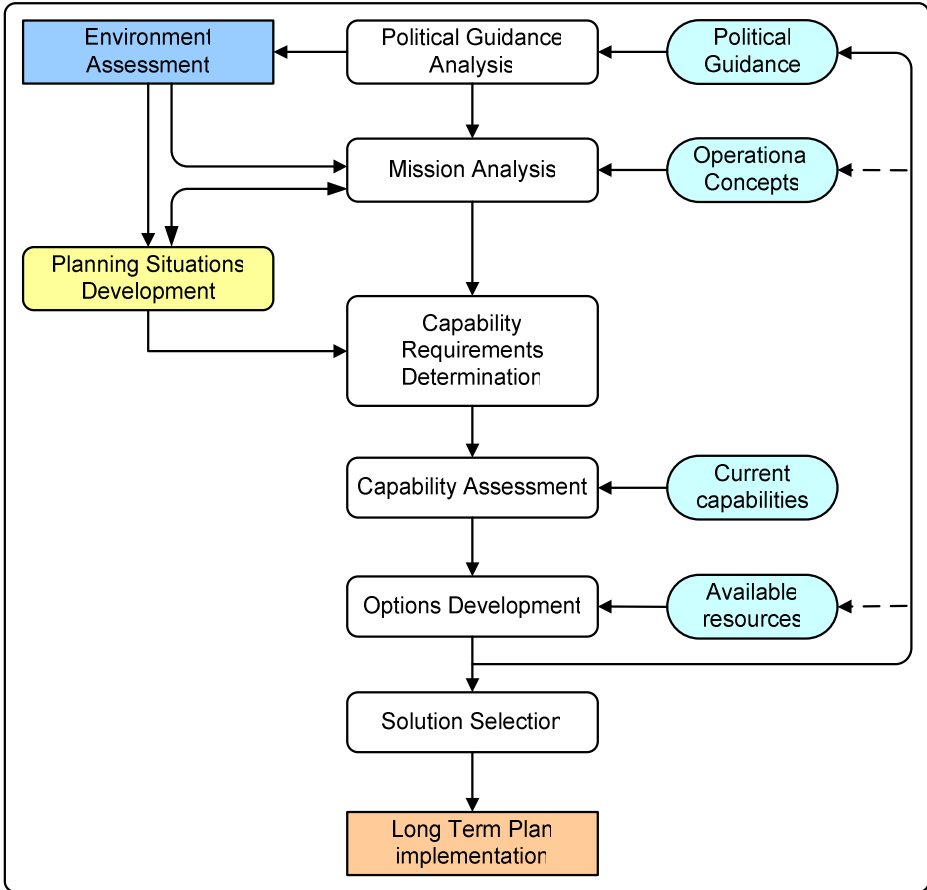 Environment
Assessment
Political Guidance
Analysis
Political
Guidance
Mission Analysis
Operationa
Concepts
Planning Situations
Development
Capability
Requirements
Determination
Capability Assessment
Current
capabilities
Options Development
Available
resources
Solution Selection
Long Term Plan
implementation